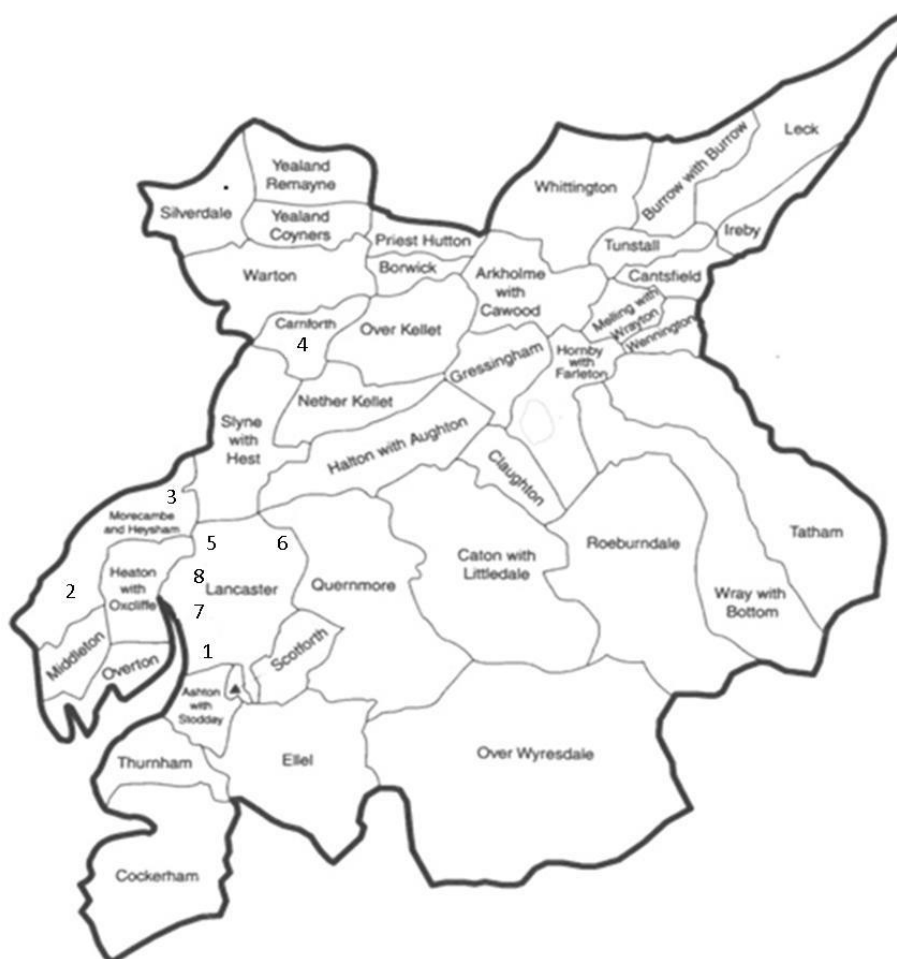 Leck
Yealand
Remayne
Burrow with Burrow
Whittington
Silverdale
Yealand
Coyners
Ireby
Priest Hutton
Tunstall
Borwick
Warton
Arkholme
with
Cawood
Cantsfield
Melling with
Wrayton
Wennington
Carnforth
4
Over Kellet
Gressingham
Hornby
with
Farleton
Nether Kellet
Slyne
with
Hest
Halton with Aughton
Claughton
3
Morecambe
and Heysham
Tatham
5
6
Roeburndale
Caton with
Littledale
Heaton
with
Oxcliffe
8
Lancaster
Quernmore
2
7
Wray with
Bottom
1
Scotforth
Middleton
Overton
Ashton
with
Stodday
Thurnham
Ellel
Over Wyresdale
Cockerham